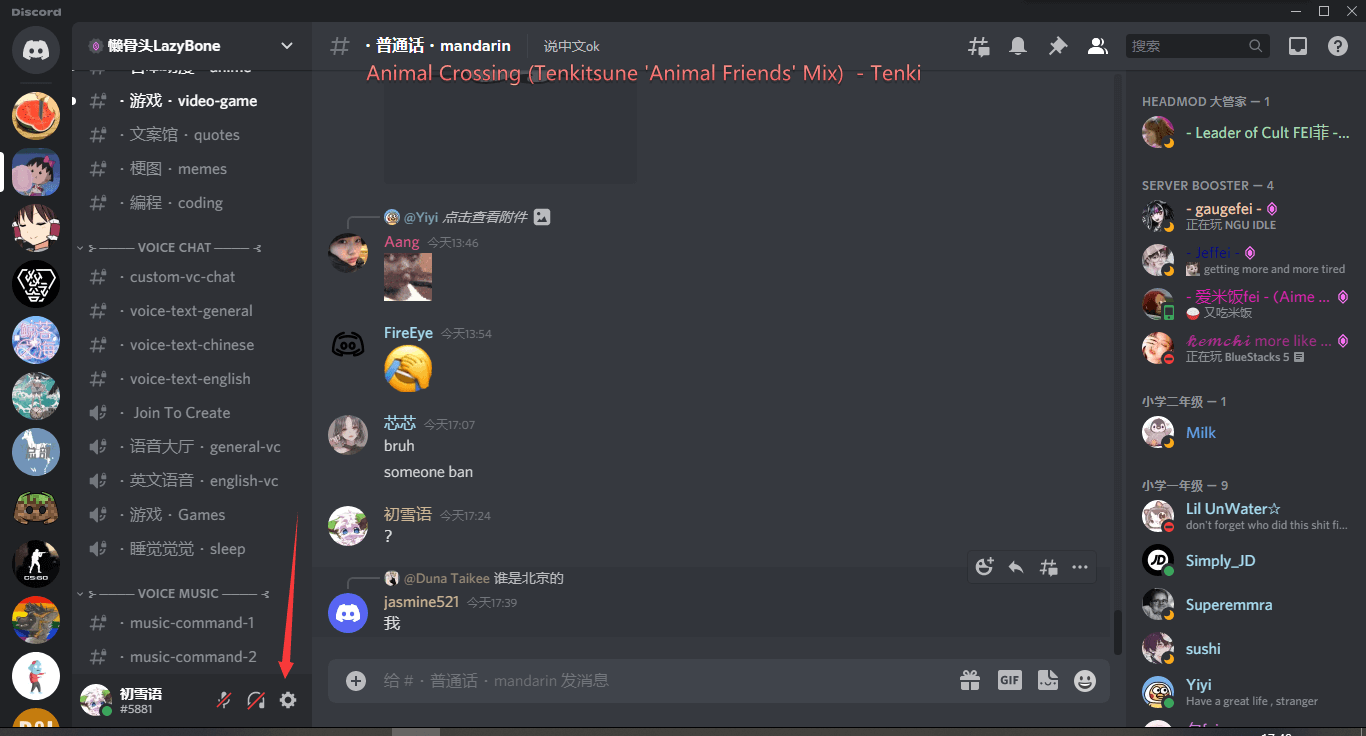 Discord
懒骨头LazyBone
· 游戏 · video-game
· 文案馆 · quotes
· 梗图 · memes
· 编程 · coding
VOICE CHAT
· custom-vc-chat
· voice-text-general
· voice-text-chinese
· voice-text-english
· Join To Create
· 语音大厅 · general-vc
· 英文语音 · english-vc
· 游戏 · Games
· 睡觉觉觉 · sleep
VOICE MUSIC
· music-command-1
· music-command-2
初雪语
#5881
· 普通话 · mandarin
说中文ok
搜索
Animal Crossing (Tenkitsune 'Animal Friends' Mix) - Tenki
@Yiyi 点击查看附件
Aang 今天13:46
FireEye 今天13:54
芯芯 今天17:07
bruh
someone ban
初雪语 今天17:24
?
@Duna Taikee 谁是北京的
jasmine521 今天17:39
我
给 # · 普通话 · mandarin 发消息
GIF
HEADMOD 大管家 — 1
- Leader of Cult FEI菲 -...
SERVER BOOSTER — 4
- gaugefei -
正在玩 NGU IDLE
- Jeffei -
getting more and more tired
- 爱米饭fei - (Aime ...
又吃米饭
𝓴𝓮𝓶𝓬𝓱𝓲 more like ...
正在玩 BlueStacks 5
小学二年级 — 1
Milk
小学一年级 — 9
Lil UnWater☆
don't forget who did this shit fi...
Simply_JD
Superemmra
sushi
Yiyi
Have a great life , stranger
CS:GO
JD